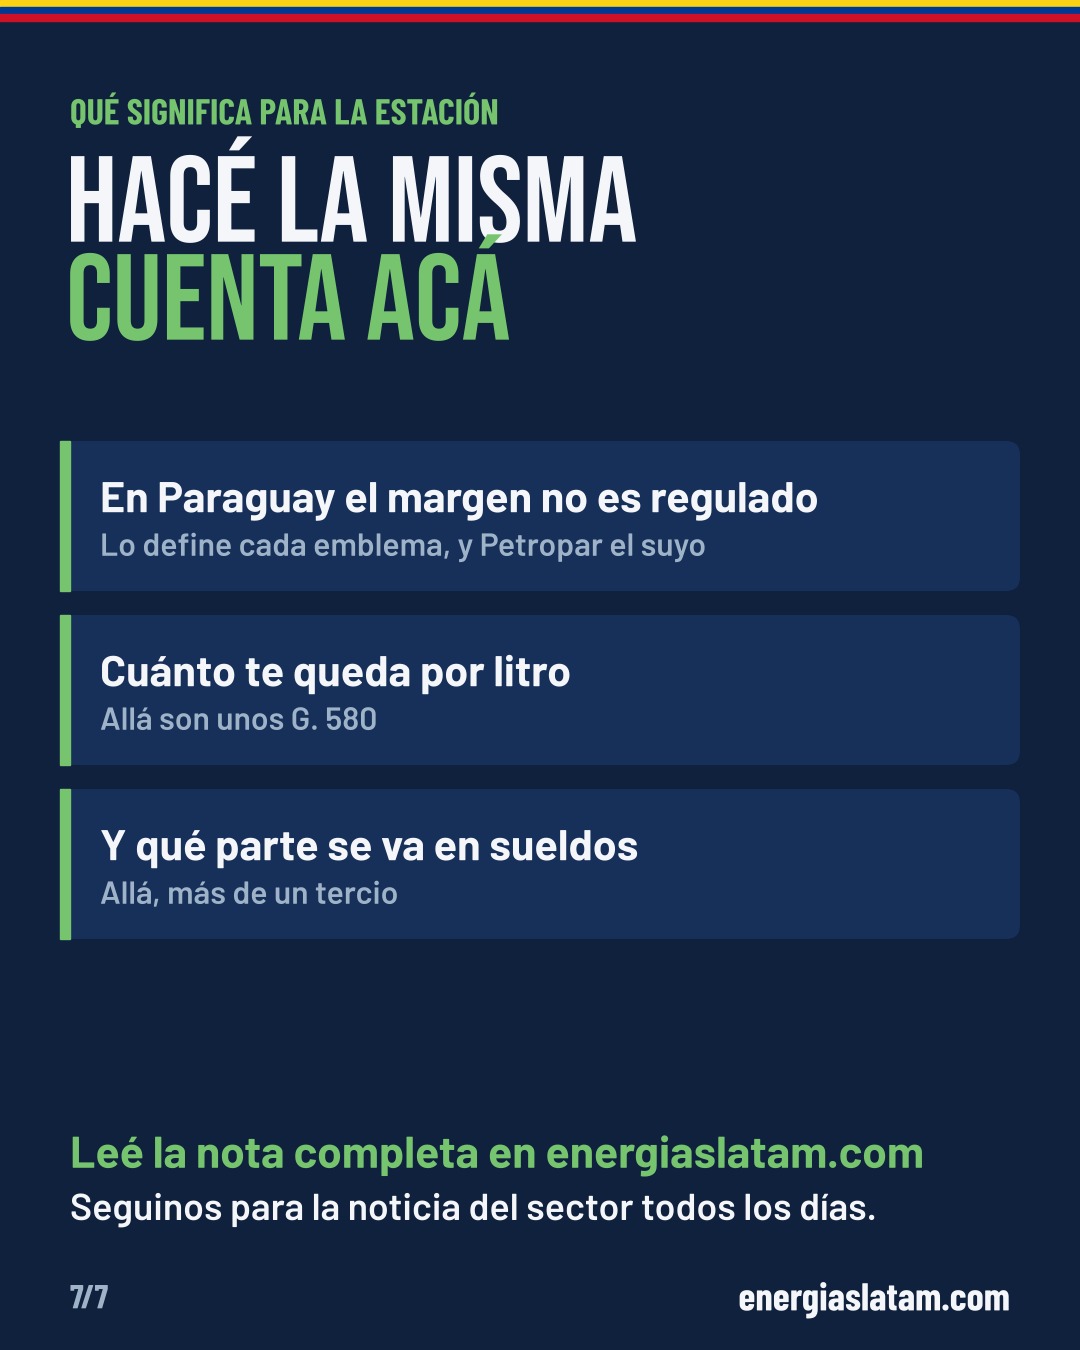 QUÉ SIGNIFICA PARA LA ESTACIÓN
HACÉ LA MISMA
CUENTA ACÁ
En Paraguay el margen no es regulado
Lo define cada emblema, y Petropar el suyo
Cuánto te queda por litro
Allá son unos G. 580
Y qué parte se va en sueldos
Allá, más de un tercio
Leé la nota completa en energiaslatam.com
Seguinos para la noticia del sector todos los días.
7/7
energiaslatam.com